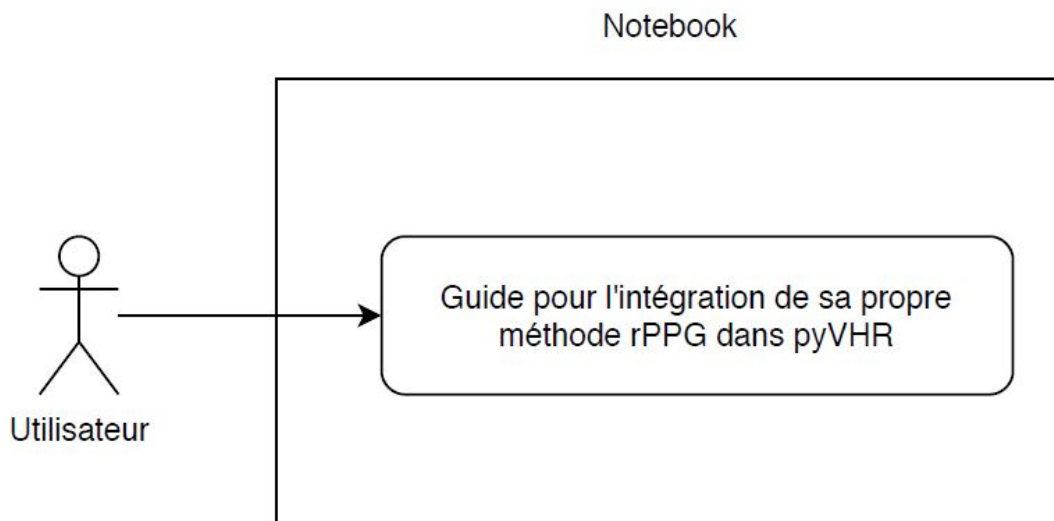 Notebook
Guide pour l'intégration de sa propre
méthode rPPG dans pyVHR
Utilisateur